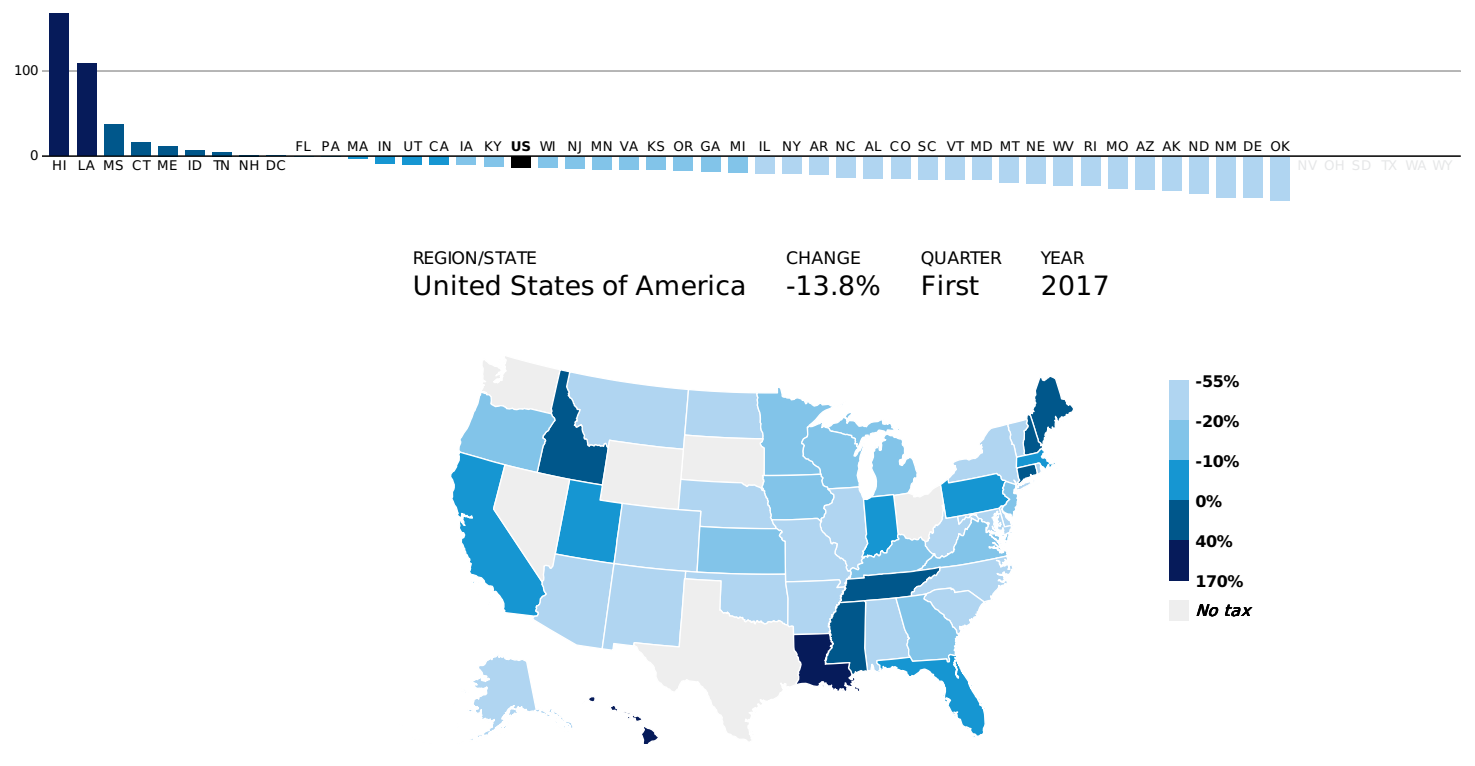 100
FL PA MA IN UT CA IA KY US WI NJ MN VA KS OR GA MI IL NY AR NC AL CO SC VT MD MT NE WV RI MO AZ AK ND NM DE OK
0
HI LA MS CT ME ID TN NH DC NV OH SD TX WA WY
REGION/STATE CHANGE QUARTER YEAR
United States of America -13.8% First 2017
-55%
-20%
-10%
0%
40%
170%
No tax